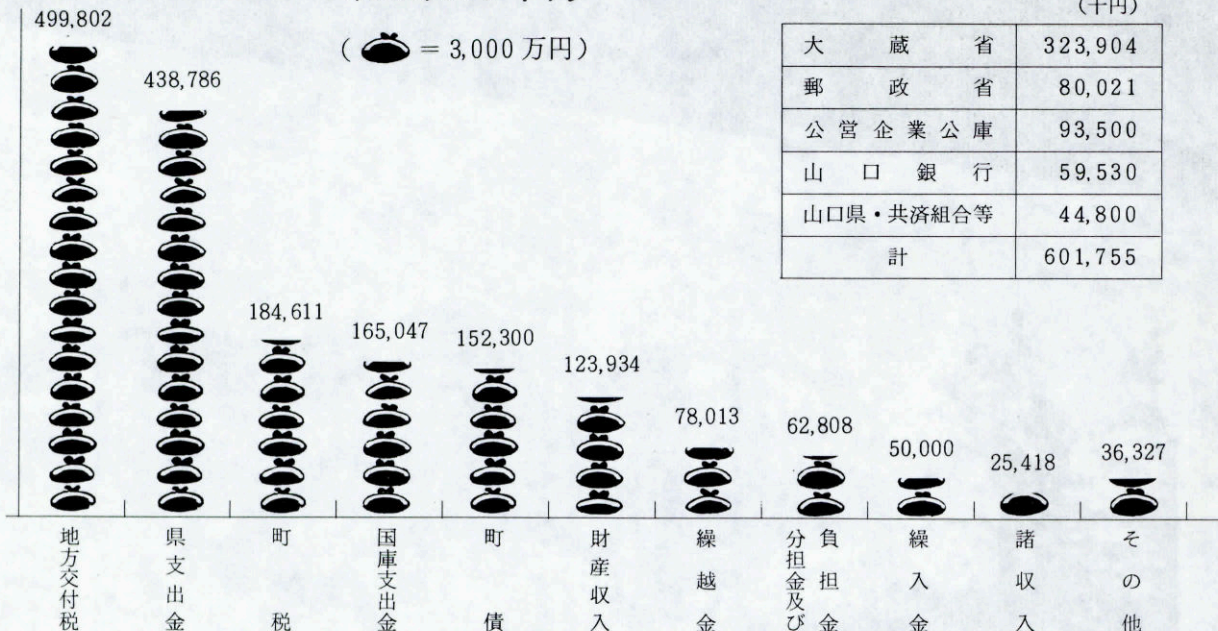 (千円)
(= 3,000 万円)
大蔵省 323,904
郵政省 80,021
公営企業公庫 93,500
山口銀行 59,530
山口県・共済組合等 44,800
計 601,755
499,802
438,786
184,611
165,047
152,300
123,934
78,013
62,808
50,000
25,418
36,327
地方交付税
県支出金
町税
国庫支出金
町債
財産収入
繰越金
分担金及び
負担金
繰入金
諸収入
その他